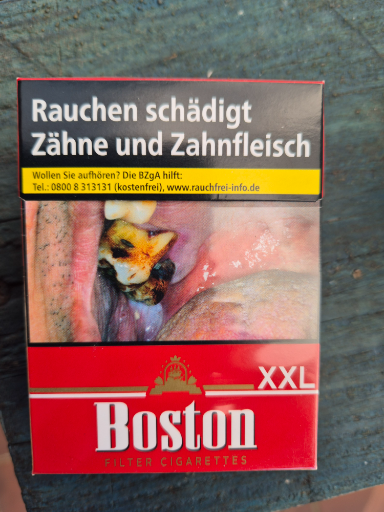 Rauchen schädigt
Zähne und Zahnfleisch
Wollen Sie aufhören? Die BZgA hilft:
Tel.: 0800 8 313131 (kostenfrei), www.rauchfrei-info.de
XXL
Boston
FILTER CIGARETTES